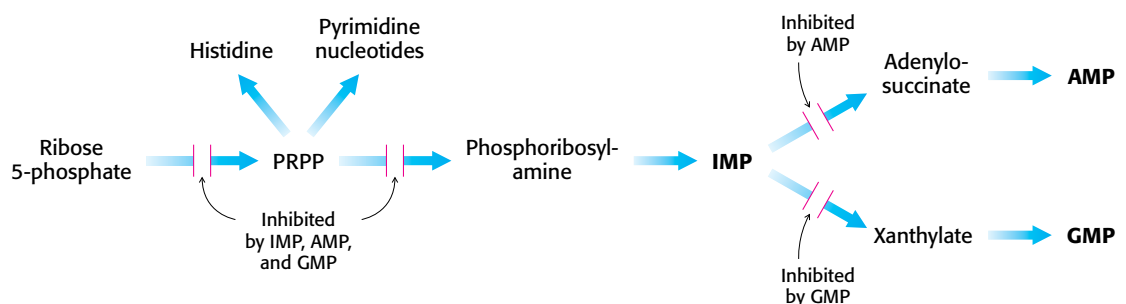 Histidine
Pyrimidine
nucleotides
Inhibited
by AMP
Adenylo-
succinate
AMP
Ribose
5-phosphate
PRPP
Phosphoribosyl-
amine
IMP
Inhibited
by IMP, AMP,
and GMP
Xanthylate
GMP
Inhibited
by GMP